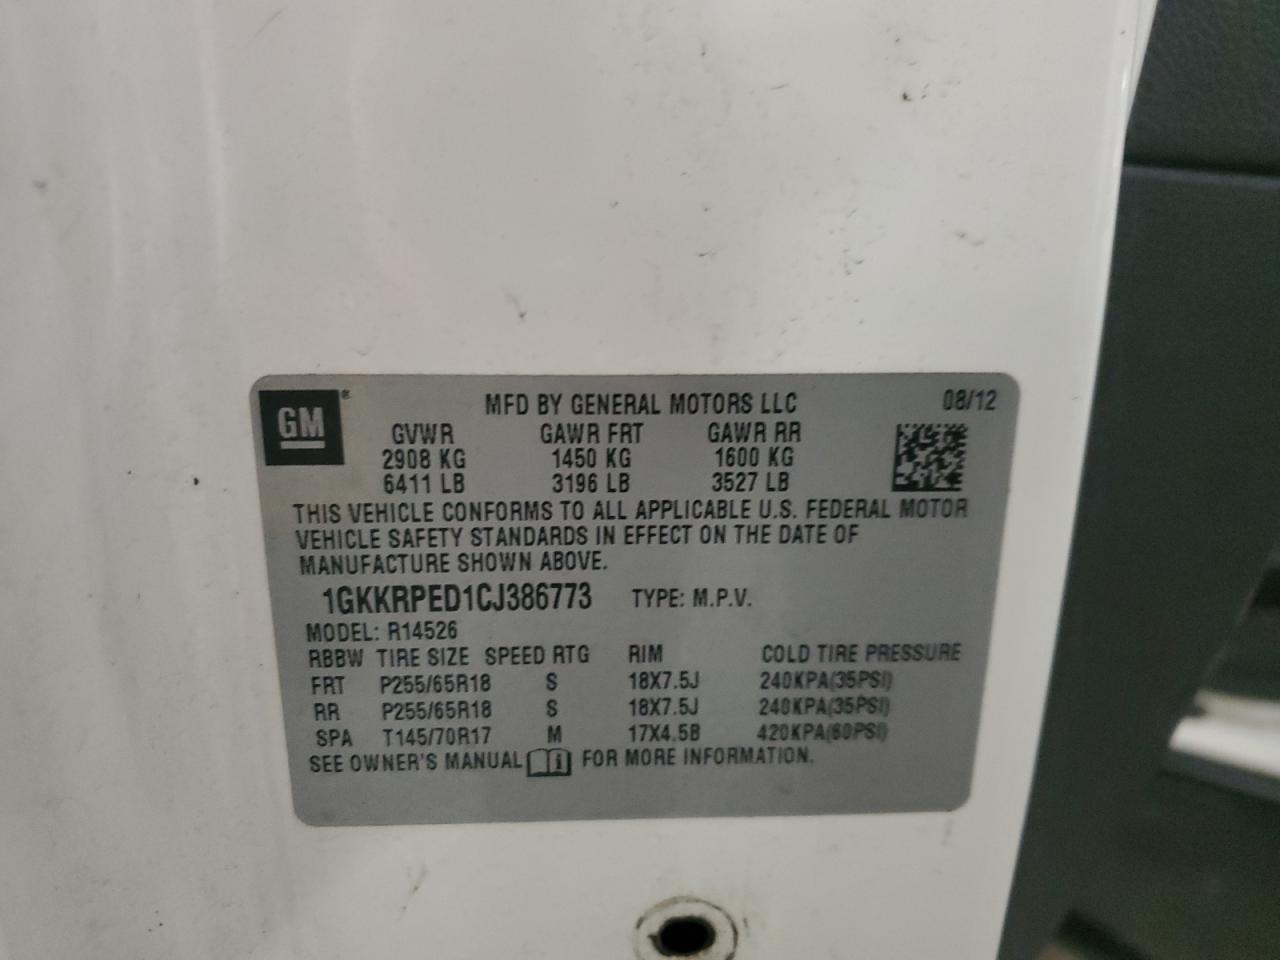 GM ® MFD BY GENERAL MOTORS LLC 08/12
GVWR GAWR FRT GAWR RR
2908 KG 1450 KG 1600 KG
6411 LB 3196 LB 3527 LB
THIS VEHICLE CONFORMS TO ALL APPLICABLE U.S. FEDERAL MOTOR
VEHICLE SAFETY STANDARDS IN EFFECT ON THE DATE OF
MANUFACTURE SHOWN ABOVE.
1GKKRPED1CJ386773 TYPE: M.P.V.
MODEL: R14526
RBBW TIRE SIZE SPEED RTG RIM COLD TIRE PRESSURE
FRT P255/65R18 S 18X7.5J 240KPA(35PSI)
RR P255/65R18 S 18X7.5J 240KPA(35PSI)
SPA T145/70R17 M 17X4.5B 420KPA(60PSI)
SEE OWNER'S MANUAL i FOR MORE INFORMATION.